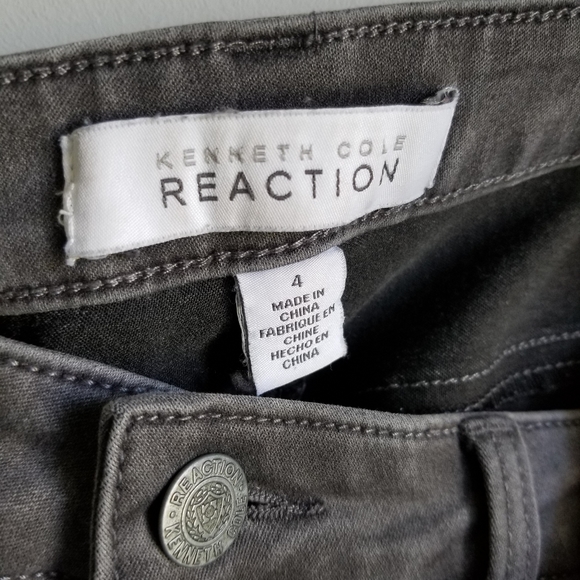 KENNETH COLE
REACTION
4
MADE IN
CHINA
FABRIQUE EN
CHINE
HECHO EN
CHINA
REACTION
KENNETH COLE